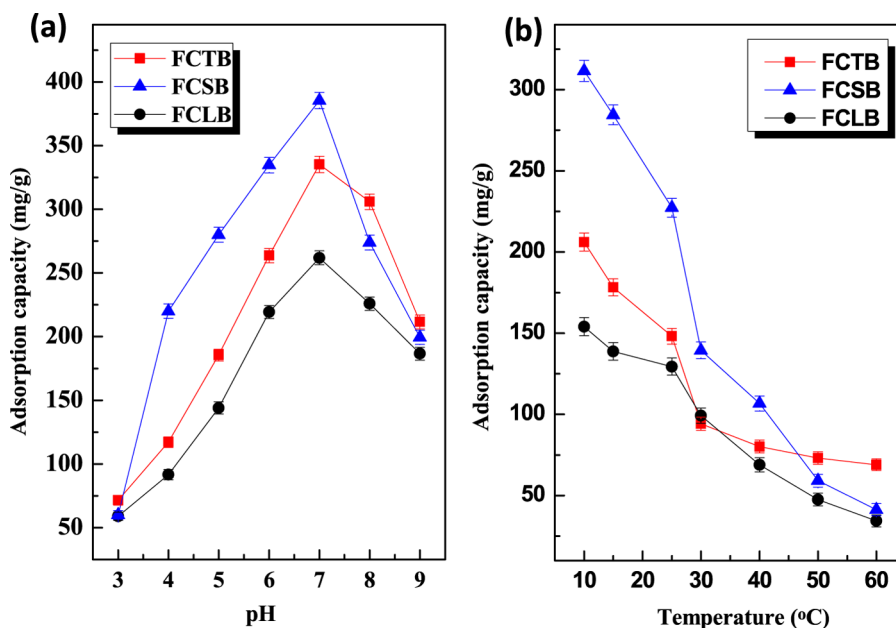 (a)
FCTB
FCSB
FCLB
400
350
300
250
200
150
100
50
Adsorption capacity (mg/g)
3 4 5 6 7 8 9
pH
(b)
FCTB
FCSB
FCLB
300
250
200
150
100
50
Adsorption capacity (mg/g)
10 20 30 40 50 60
Temperature (oC)